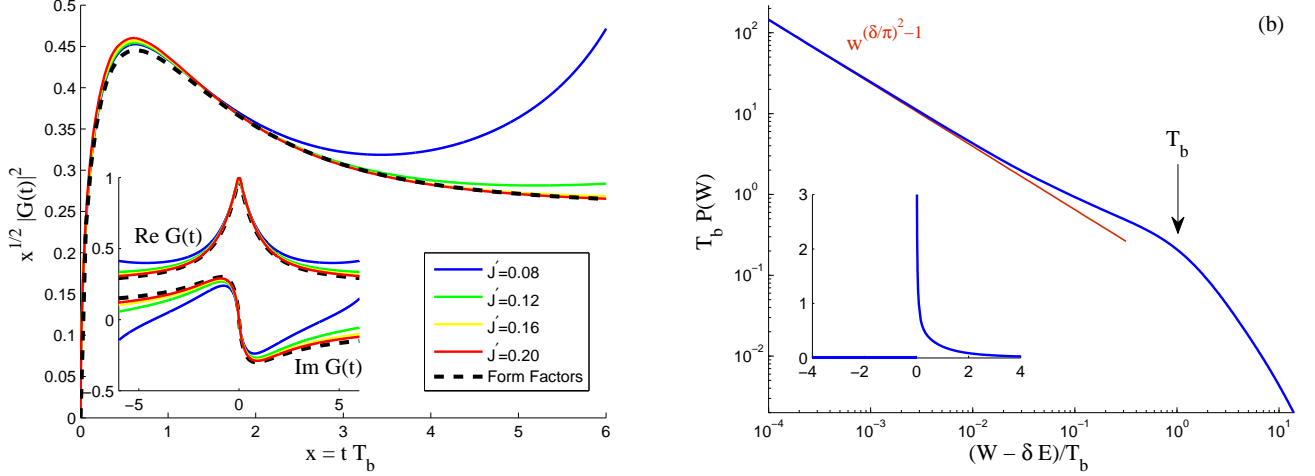 0.5
0.45
0.4
0.35
0.3
0.25
0.2
0.15
0.1
0.05
0
x^{1/2} |G(t)|^2
0 1 2 3 4 5 6
x = t T_b
1
0.5
0
−0.5
−5 0 5
Re G(t)
Im G(t)
J'=0.08
J'=0.12
J'=0.16
J'=0.20
Form Factors
(b)
10^2
10^1
10^0
10^{−1}
10^{−2}
T_b P(W)
w^{(δ/π)^2−1}
T_b
3
2
1
0
−4 −2 0 2 4
10^{−4} 10^{−3} 10^{−2} 10^{−1} 10^0 10^1
(W − δ E)/T_b